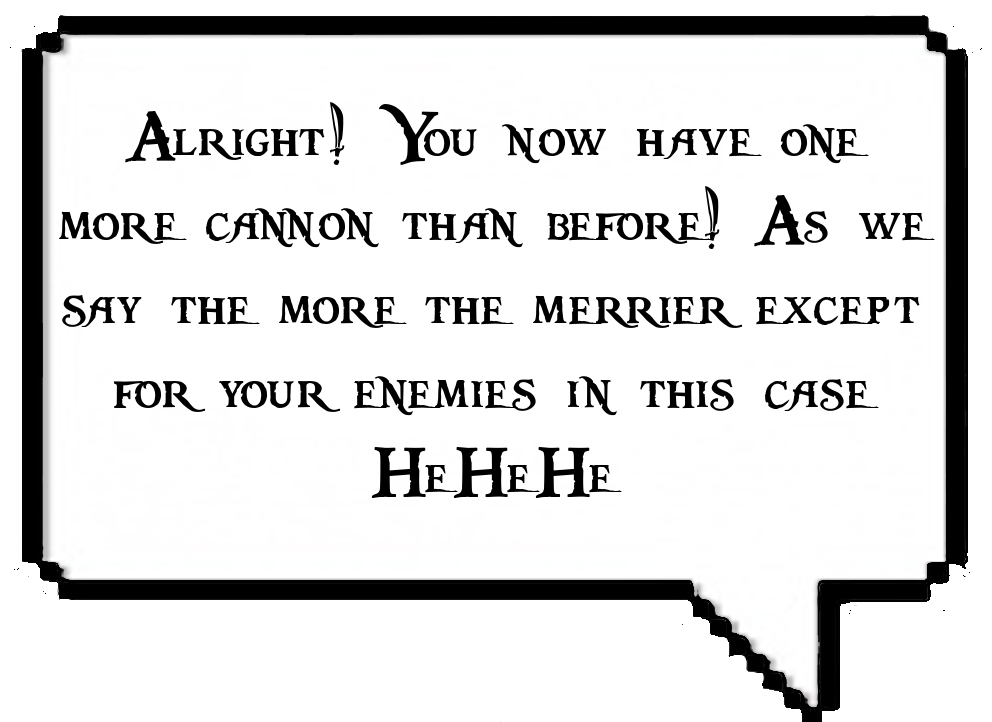 Alright! You now have one
more cannon than before! As we
say the more the merrier except
for your enemies in this case
HeHeHe